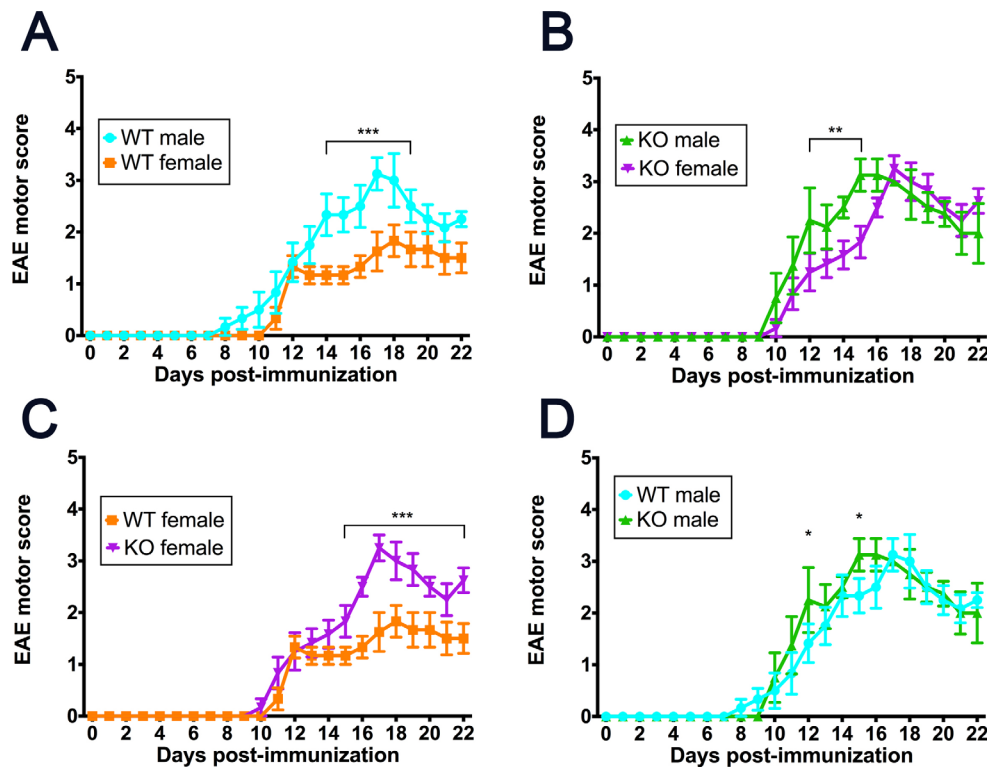 A
EAE motor score
5
4
3
2
1
0
WT male
WT female
***
0 2 4 6 8 10 12 14 16 18 20 22
Days post-immunization
B
EAE motor score
5
4
3
2
1
0
KO male
KO female
**
0 2 4 6 8 10 12 14 16 18 20 22
Days post-immunization
C
EAE motor score
5
4
3
2
1
0
WT female
KO female
***
0 2 4 6 8 10 12 14 16 18 20 22
Days post-immunization
D
EAE motor score
5
4
3
2
1
0
WT male
KO male
* *
0 2 4 6 8 10 12 14 16 18 20 22
Days post-immunization